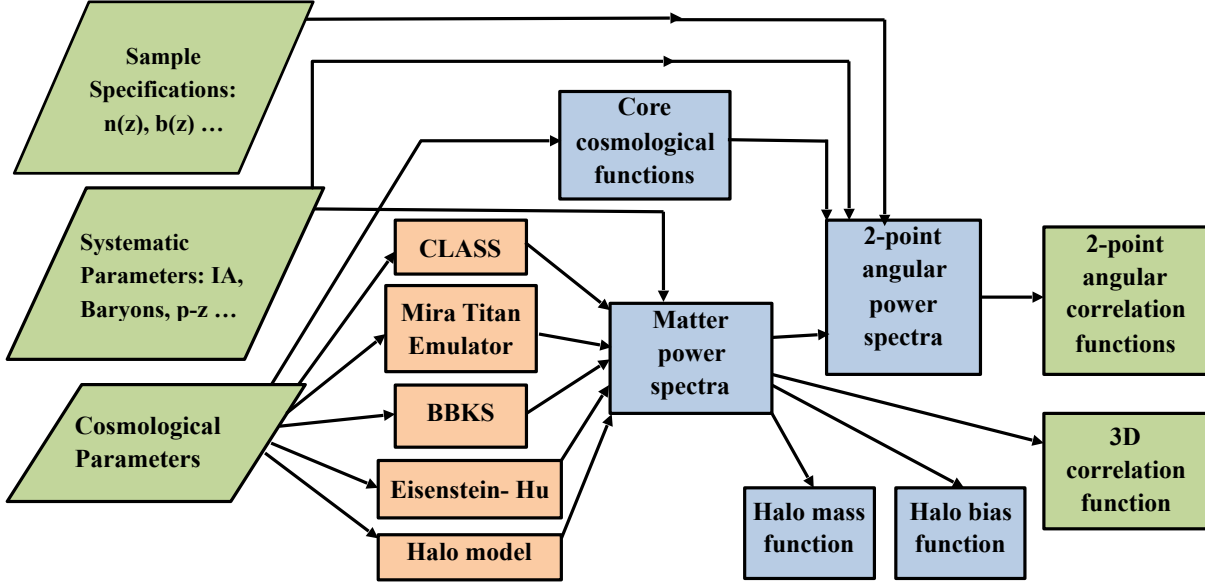 Sample
Specifications:
n(z), b(z) ...
Systematic
Parameters: IA,
Baryons, p-z ...
Cosmological
Parameters
CLASS
Mira Titan
Emulator
BBKS
Eisenstein- Hu
Halo model
Core
cosmological
functions
Matter
power
spectra
2-point
angular
power
spectra
2-point
angular
correlation
functions
3D
correlation
function
Halo mass
function
Halo bias
function